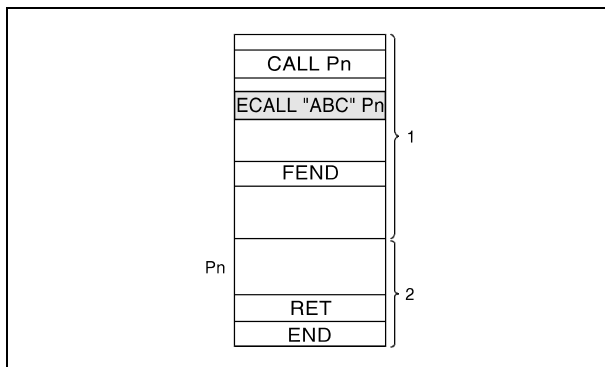 CALL Pn
ECALL "ABC" Pn
1
FEND
Pn
2
RET
END